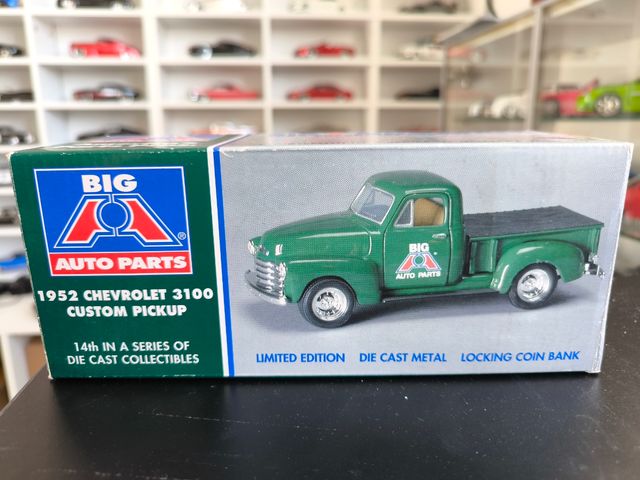 BIG
A
®
AUTO PARTS
1952 CHEVROLET 3100
CUSTOM PICKUP
14th IN A SERIES OF
DIE CAST COLLECTIBLES
BIG
A
AUTO PARTS
LIMITED EDITION DIE CAST METAL LOCKING COIN BANK